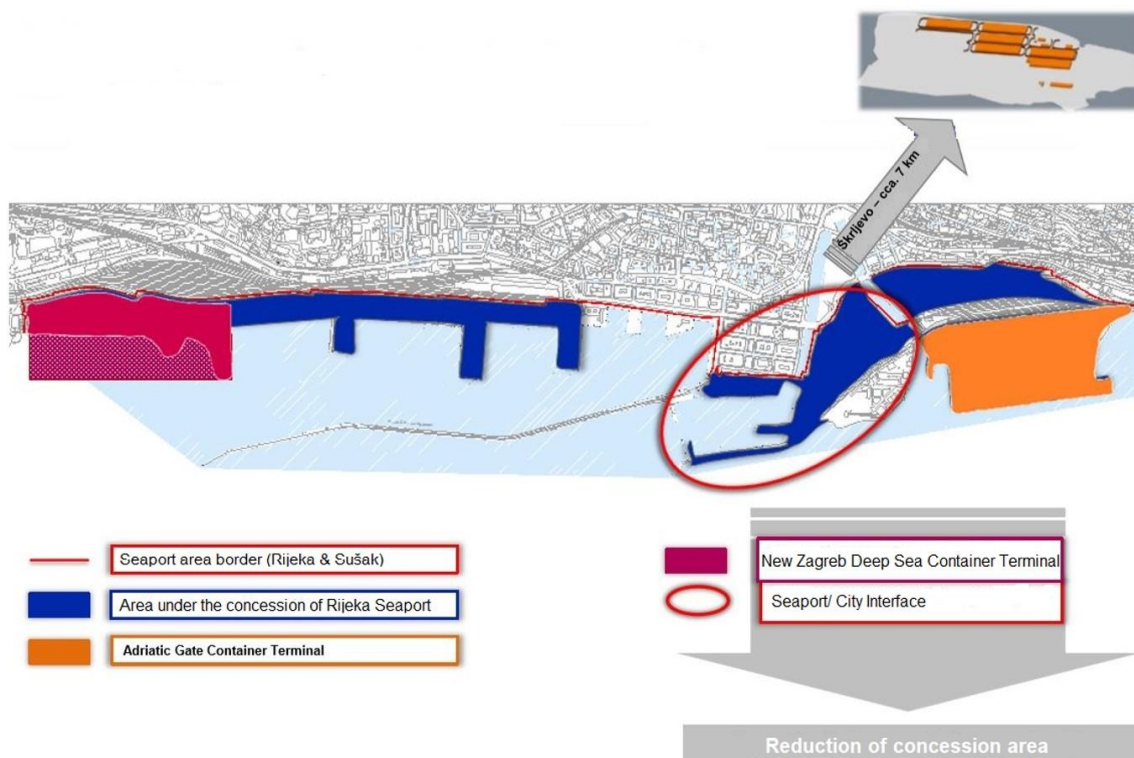 Škrljevo – cca. 7 km
Seaport area border (Rijeka & Sušak)
Area under the concession of Rijeka Seaport
Adriatic Gate Container Terminal
New Zagreb Deep Sea Container Terminal
Seaport/ City Interface
Reduction of concession area